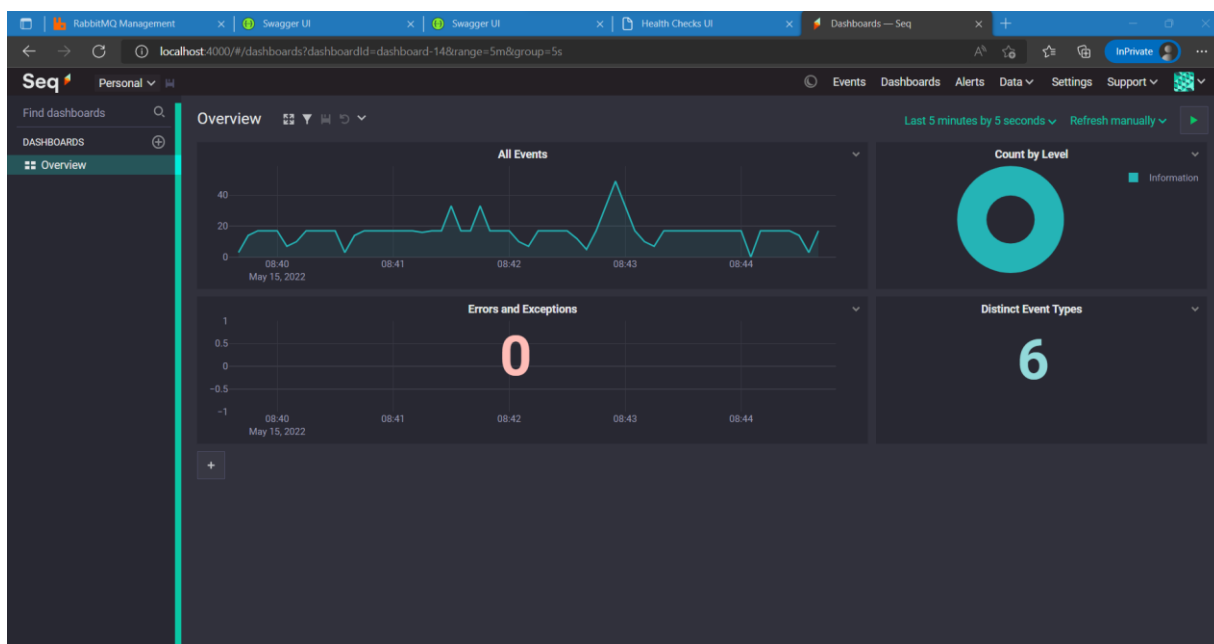 RabbitMQ Management
Swagger UI
Swagger UI
Health Checks UI
Dashboards — Seq
localhost:4000/#/dashboards?dashboardId=dashboard-14&range=5m&group=5s
InPrivate
Seq Personal
Events Dashboards Alerts Data Settings Support
Find dashboards
DASHBOARDS
Overview
Overview
Last 5 minutes by 5 seconds Refresh manually
All Events
40
20
0
08:40 08:41 08:42 08:43 08:44
May 15, 2022
Count by Level
Information
Errors and Exceptions
1
0.5
0
−0.5
−1
0
08:40 08:41 08:42 08:43 08:44
May 15, 2022
Distinct Event Types
6
+